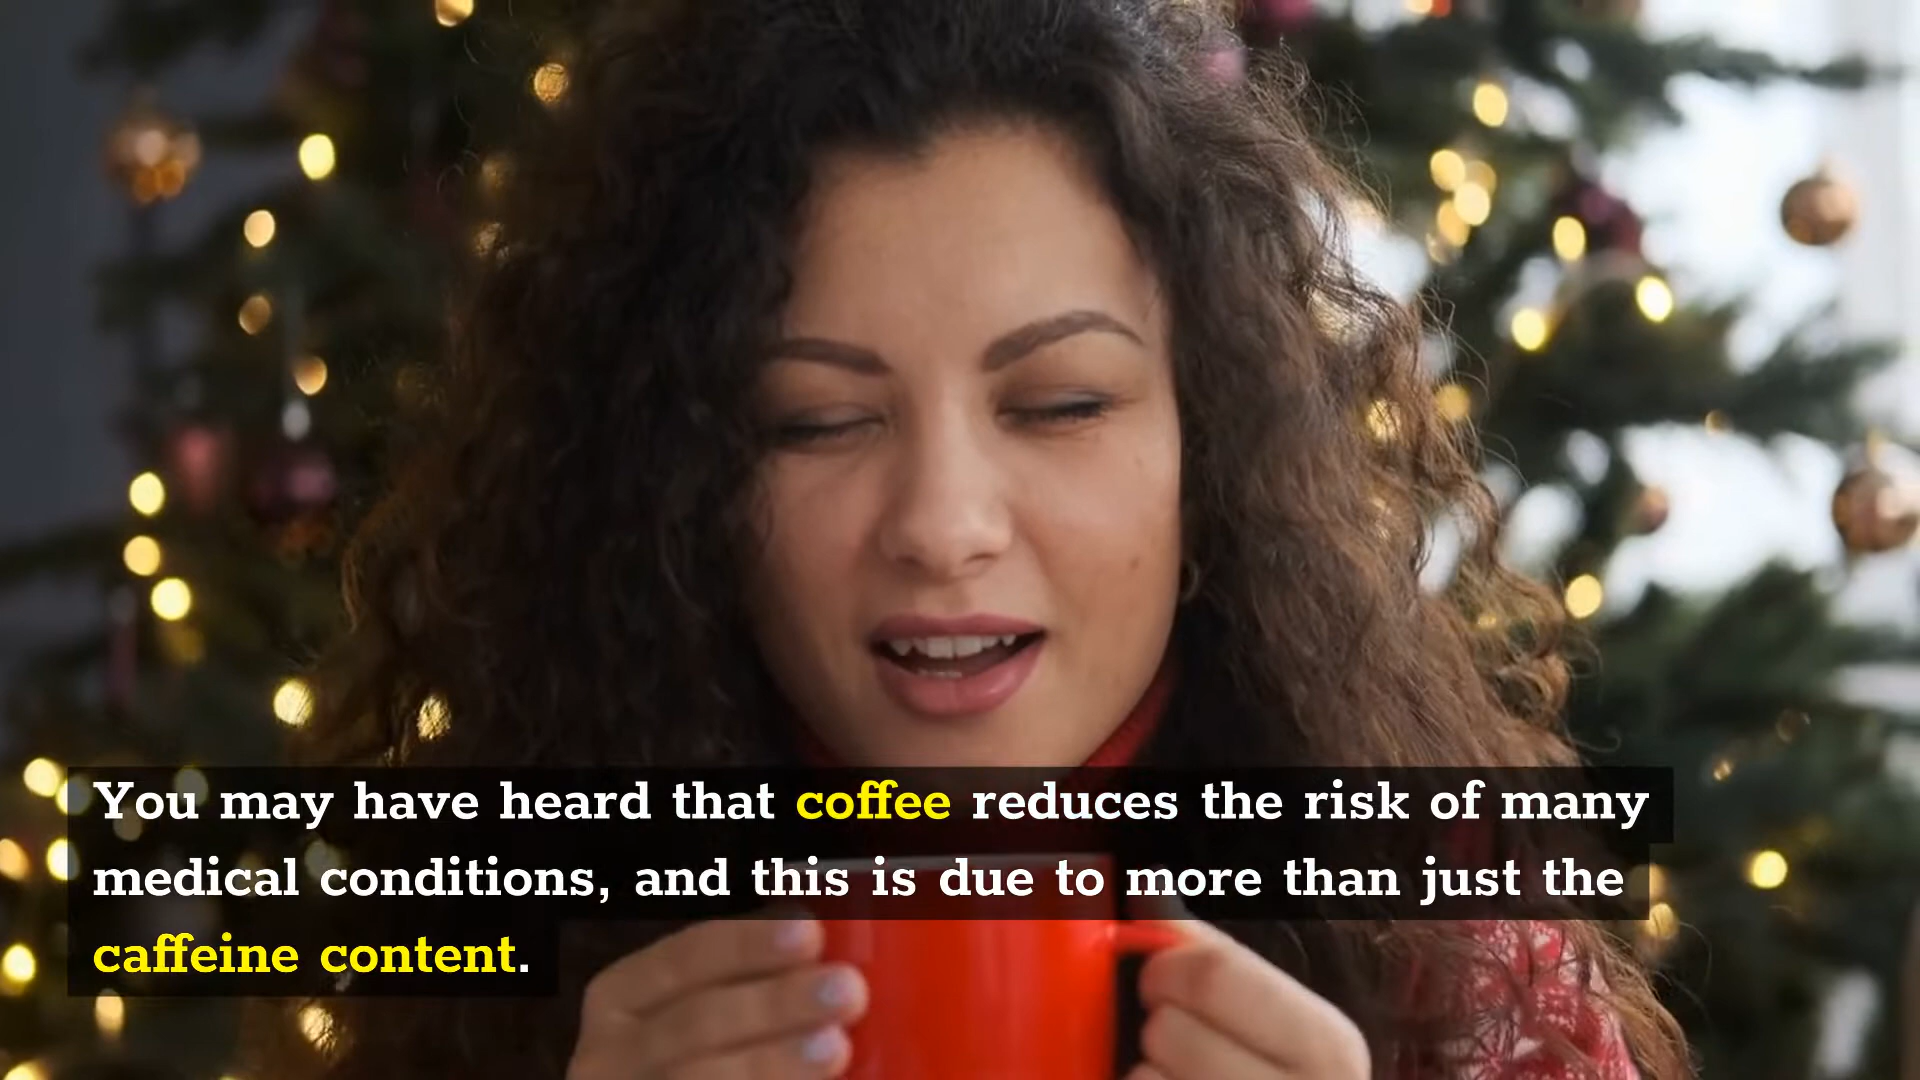 You may have heard that coffee reduces the risk of many
medical conditions, and this is due to more than just the
caffeine content.